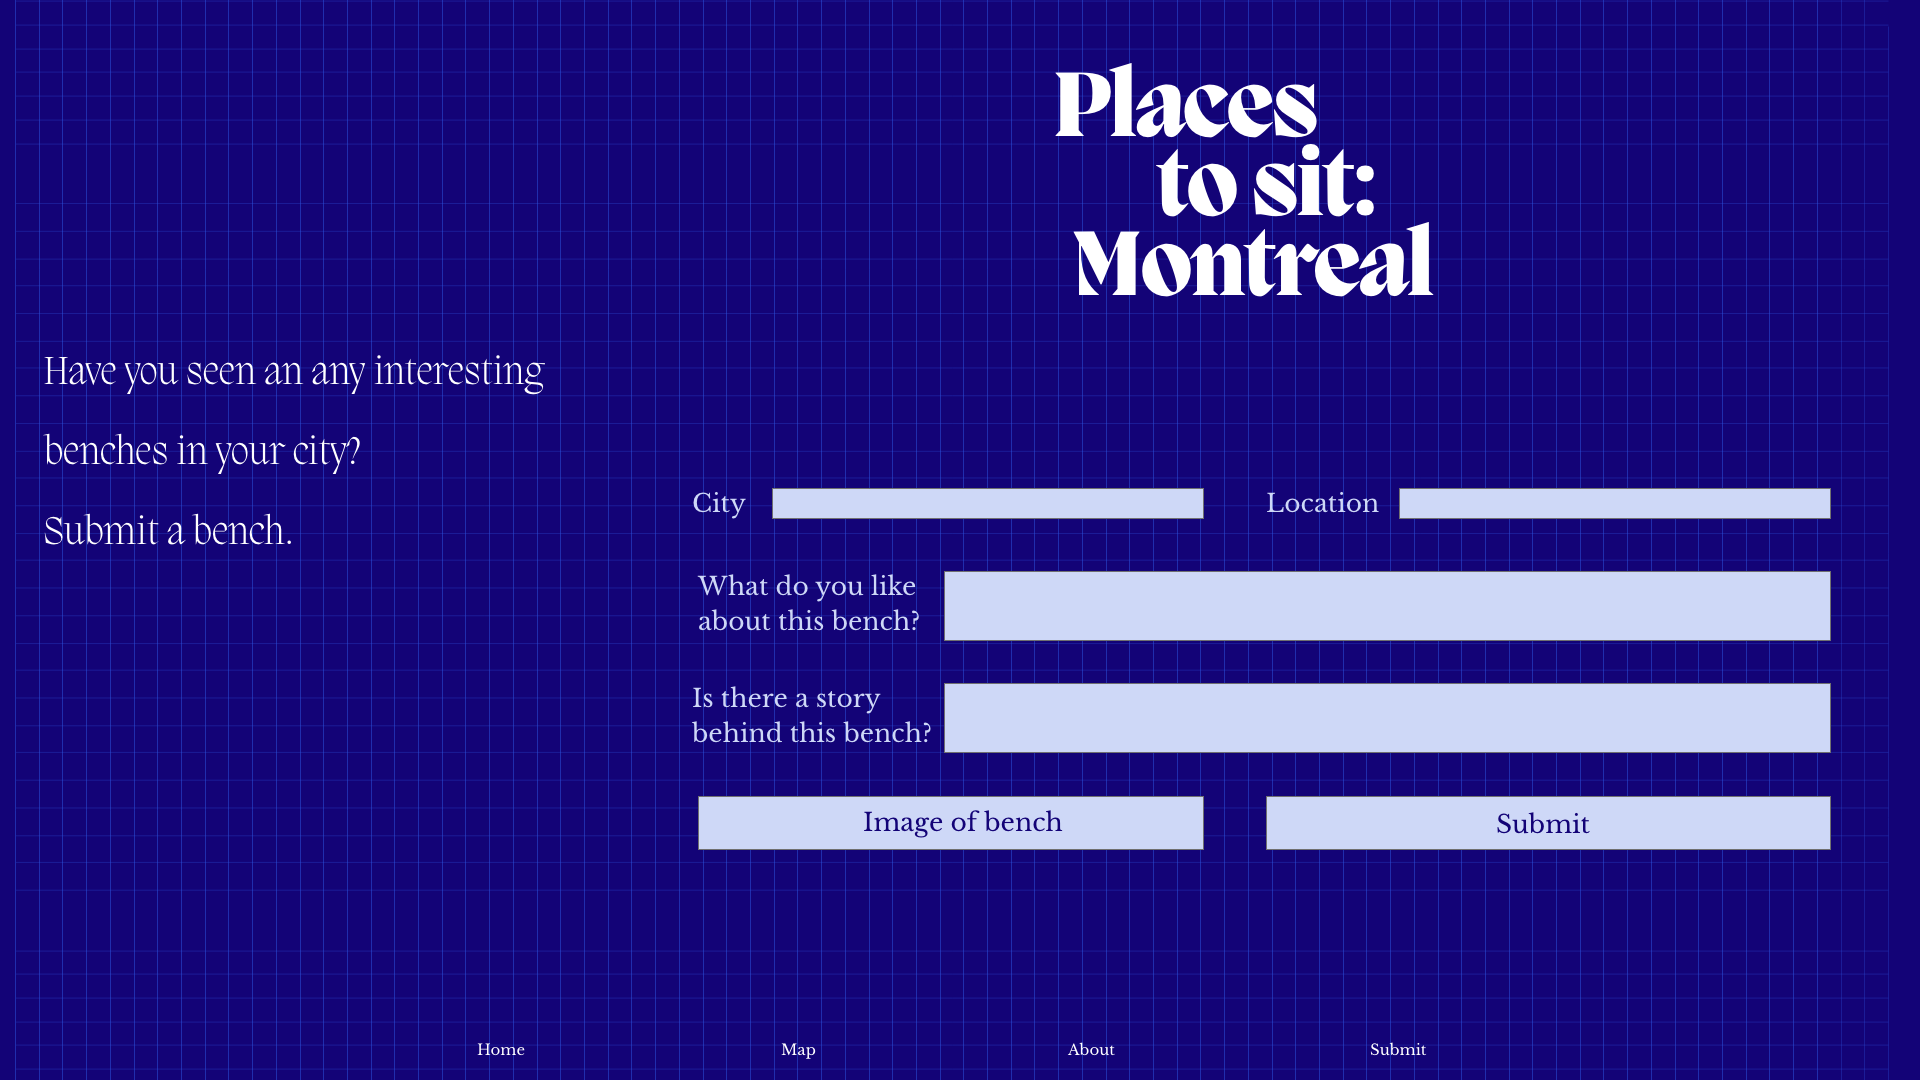 Places
to sit:
Montreal
Have you seen an any interesting
benches in your city?
Submit a bench.
City
Location
What do you like
about this bench?
Is there a story
behind this bench?
Image of bench
Submit
Home
Map
About
Submit